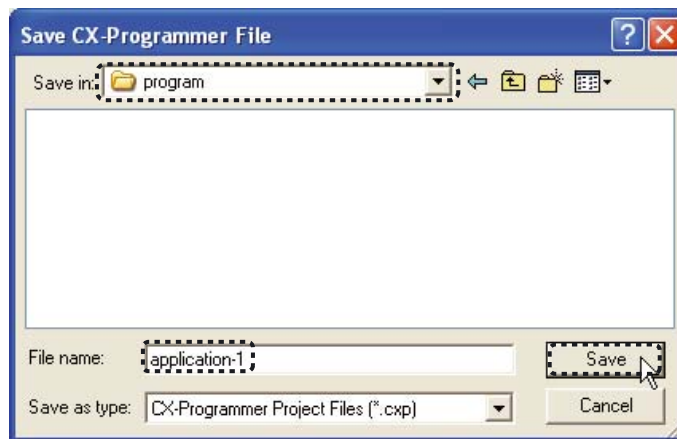 Save CX-Programmer File
Save in: program
File name: application-1 Save
Save as type: CX-Programmer Project Files (*.cxp) Cancel